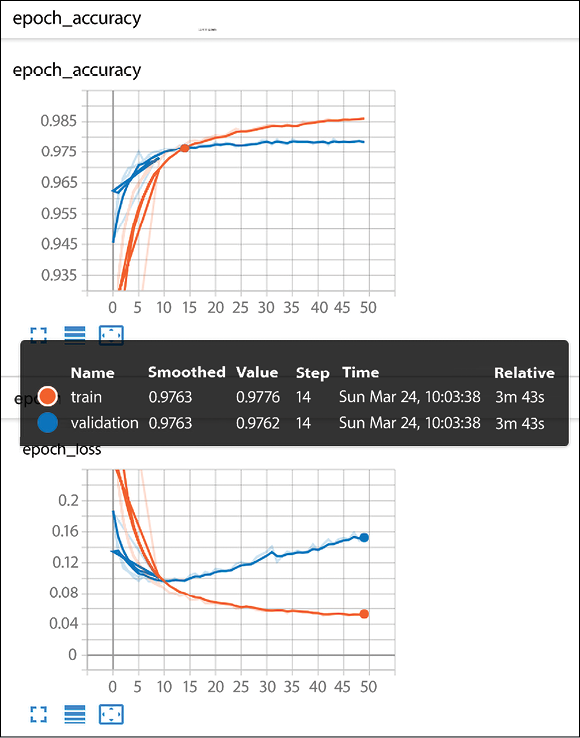 epoch_accuracy
epoch_accuracy
0.985
0.975
0.965
0.955
0.945
0.935
0 5 10 15 20 25 30 35 40 45 50
Name Smoothed Value Step Time Relative
train 0.9763 0.9776 14 Sun Mar 24, 10:03:38 3m 43s
validation 0.9763 0.9762 14 Sun Mar 24, 10:03:38 3m 43s
epoch_loss
0.2
0.16
0.12
0.08
0.04
0
0 5 10 15 20 25 30 35 40 45 50